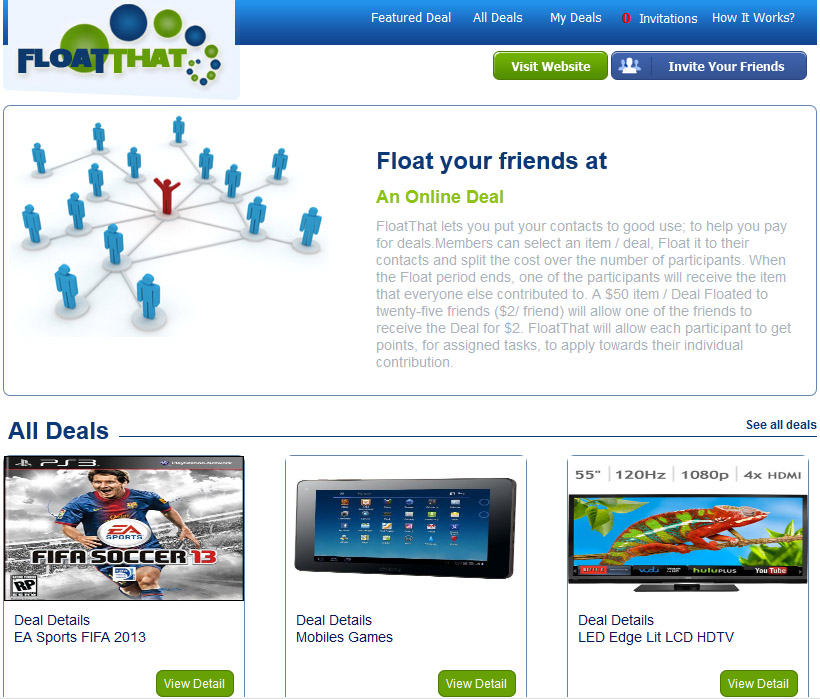 FLOATTHAT
Featured Deal All Deals My Deals 0 Invitations How It Works?
Visit Website Invite Your Friends
Float your friends at
An Online Deal
FloatThat lets you put your contacts to good use; to help you pay
for deals.Members can select an item / deal, Float it to their
contacts and split the cost over the number of participants. When
the Float period ends, one of the participants will receive the item
that everyone else contributed to. A $50 item / Deal Floated to
twenty-five friends ($2/ friend) will allow one of the friends to
receive the Deal for $2. FloatThat will allow each participant to get
points, for assigned tasks, to apply towards their individual
contribution.
All Deals
See all deals
PS3 PlayStation Network
EA
SPORTS
FIFA SOCCER 13
RP
55" 120Hz 1080p 4x HDMI
NETFLIX VUDU huluPLUS YouTube
Deal Details
EA Sports FIFA 2013
View Detail
Deal Details
Mobiles Games
View Detail
Deal Details
LED Edge Lit LCD HDTV
View Detail